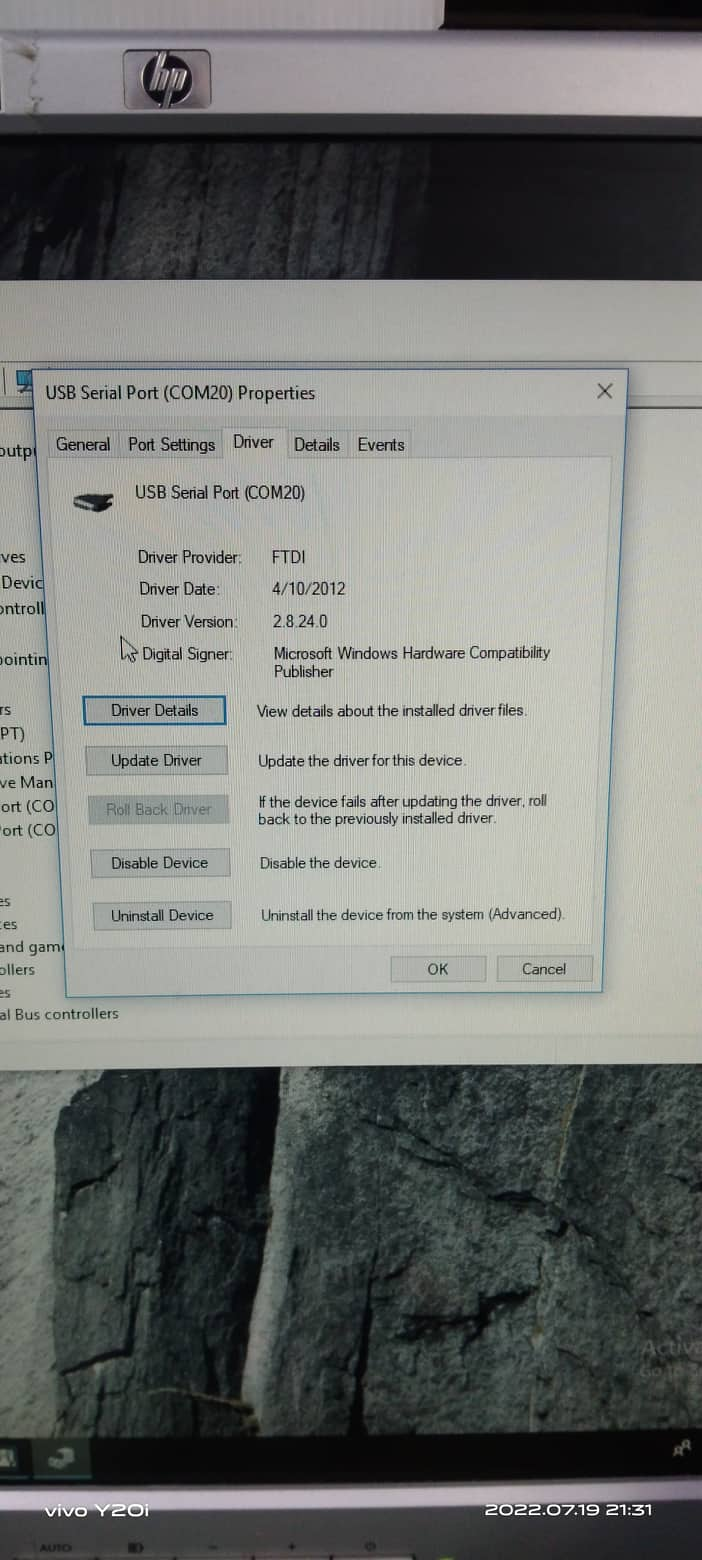 hp
USB Serial Port (COM20) Properties
General Port Settings Driver Details Events
outp
USB Serial Port (COM20)
ves
Driver Provider: FTDI
Devic
Driver Date: 4/10/2012
ontroll
Driver Version: 2.8.24.0
Digital Signer: Microsoft Windows Hardware Compatibility
Publisher
pointin
rs
Driver Details View details about the installed driver files.
PT)
ations P
Update Driver Update the driver for this device.
ve Man
ort (CO
Roll Back Driver If the device fails after updating the driver, roll
back to the previously installed driver.
ort (CO
Disable Device Disable the device.
es
Uninstall Device Uninstall the device from the system (Advanced).
ces
and game
ollers
OK Cancel
es
al Bus controllers
Activa
vivo Y20i
2022.07.19 21:31
AUTO